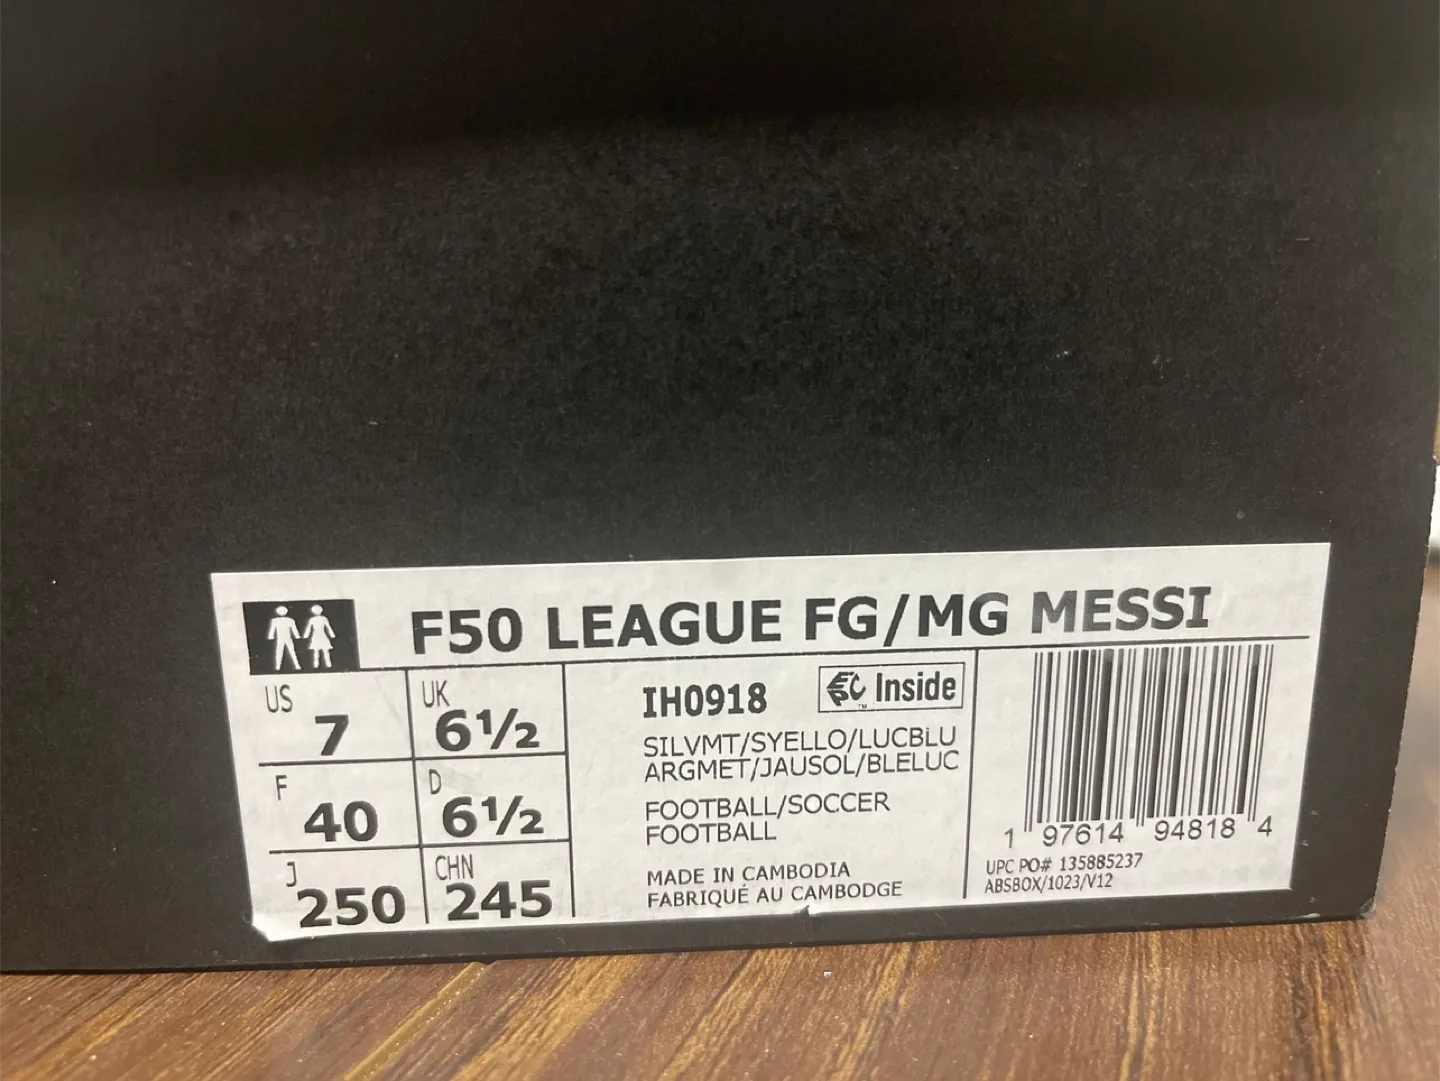 F50 LEAGUE FG/MG MESSI
US 7
UK 6½
F 40
D 6½
J 250
CHN 245
IH0918
Inside
SILVMT/SYELLO/LUCBLU
ARGMET/JAUSOL/BLELUC
FOOTBALL/SOCCER
FOOTBALL
MADE IN CAMBODIA
FABRIQUÉ AU CAMBODGE
1 97614 94818 4
UPC PO# 135885237
ABSBOX/1023/V12